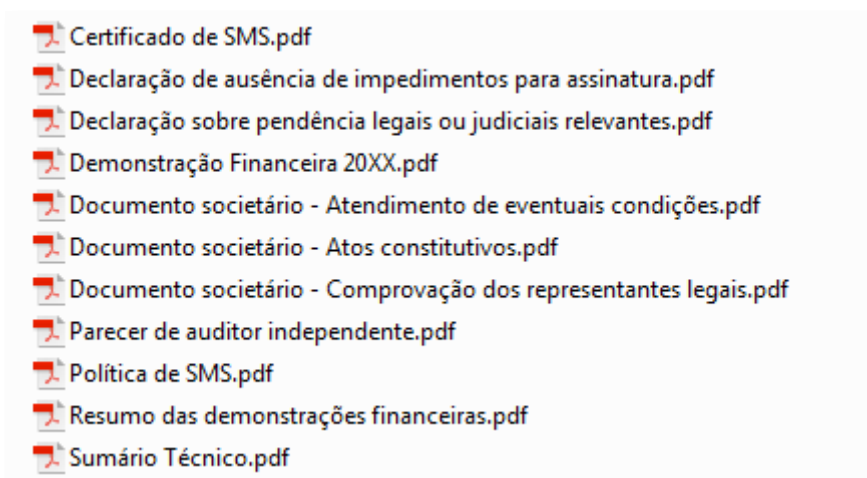 Certificado de SMS.pdf
Declaração de ausência de impedimentos para assinatura.pdf
Declaração sobre pendência legais ou judiciais relevantes.pdf
Demonstração Financeira 20XX.pdf
Documento societário - Atendimento de eventuais condições.pdf
Documento societário - Atos constitutivos.pdf
Documento societário - Comprovação dos representantes legais.pdf
Parecer de auditor independente.pdf
Política de SMS.pdf
Resumo das demonstrações financeiras.pdf
Sumário Técnico.pdf